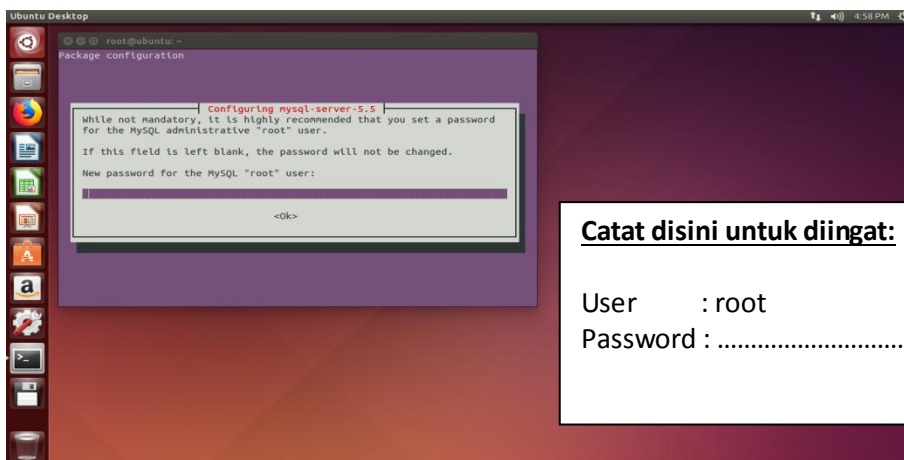 Ubuntu Desktop
4:58 PM
root@ubuntu: ~
Package configuration
Configuring mysql-server-5.5
While not mandatory, it is highly recommended that you set a password
for the MySQL administrative "root" user.
If this field is left blank, the password will not be changed.
New password for the MySQL "root" user:
<Ok>
Catat disini untuk diingat:
User : root
Password : ............................